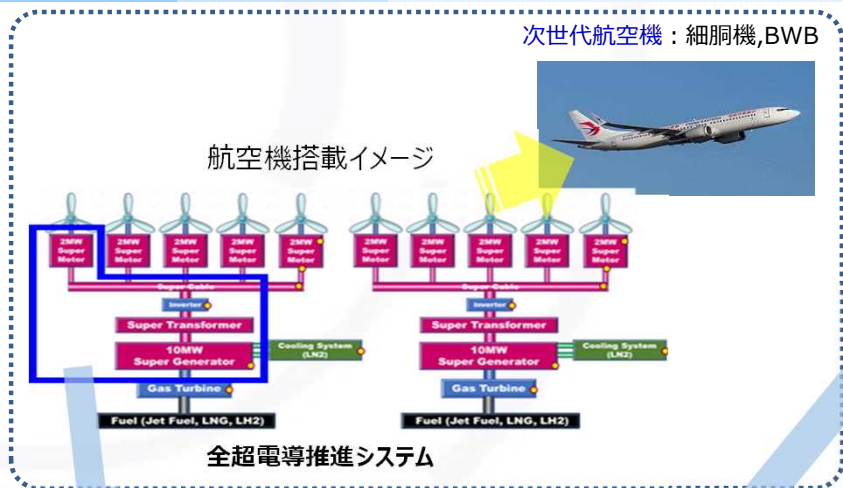 次世代航空機：細胴機,BWB
航空機搭載イメージ
2MW Super Motor
2MW Super Motor
2MW Super Motor
2MW Super Motor
2MW Super Motor
2MW Super Motor
2MW Super Motor
2MW Super Motor
2MW Super Motor
2MW Super Motor
Super Cable
Super Cable
Inverter
Inverter
Super Transformer
Super Transformer
10MW
Super Generator
Cooling System
(LN2)
10MW
Super Generator
Cooling System
(LN2)
Gas Turbine
Gas Turbine
Fuel (Jet Fuel, LNG, LH2)
Fuel (Jet Fuel, LNG, LH2)
全超電導推進システム